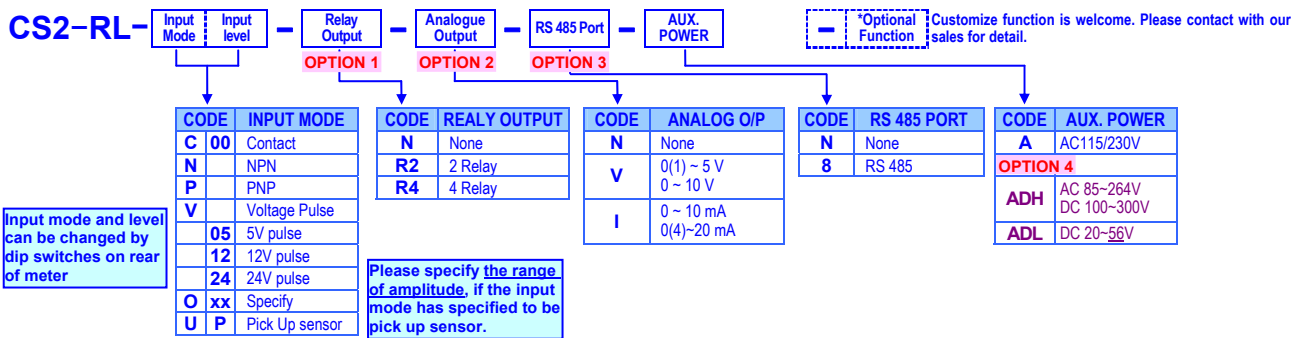 CS2-RL- Input Mode Input level - Relay Output - Analogue Output - RS 485 Port - AUX. POWER - *Optional Function
Customize function is welcome. Please contact with our sales for detail.
OPTION 1 OPTION 2 OPTION 3
CODE INPUT MODE
C 00 Contact
N NPN
P PNP
V Voltage Pulse
05 5V pulse
12 12V pulse
24 24V pulse
O xx Specify
U P Pick Up sensor
Input mode and level
can be changed by
dip switches on rear
of meter
CODE REALY OUTPUT
N None
R2 2 Relay
R4 4 Relay
Please specify the range
of amplitude, if the input
mode has specified to be
pick up sensor.
CODE ANALOG O/P
N None
V 0(1) ~ 5 V
0 ~ 10 V
I 0 ~ 10 mA
0(4)~20 mA
CODE RS 485 PORT
N None
8 RS 485
CODE AUX. POWER
A AC115/230V
OPTION 4
ADH AC 85~264V
DC 100~300V
ADL DC 20~56V